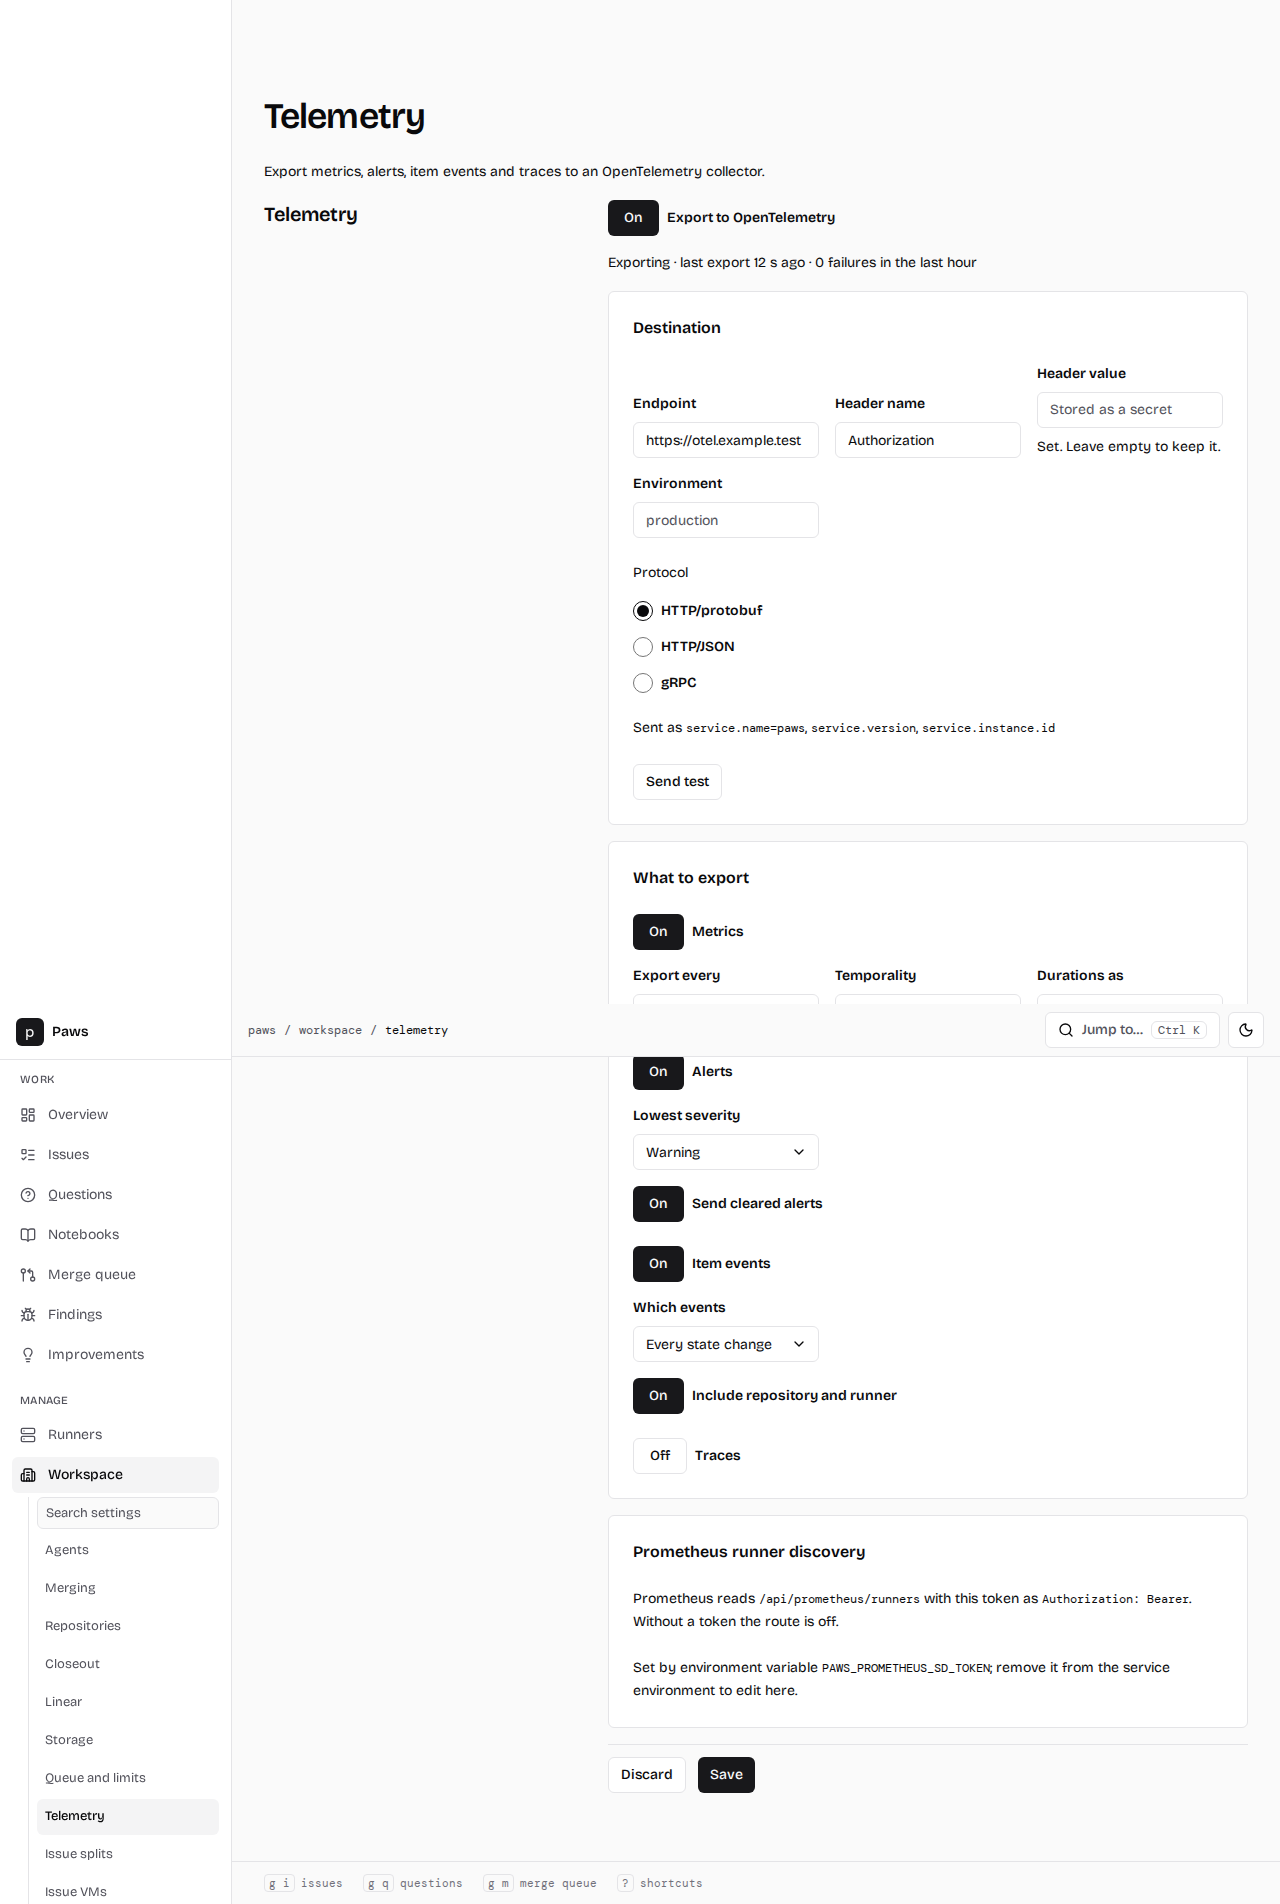 Telemetry
Export metrics, alerts, item events and traces to an OpenTelemetry collector.
Telemetry
On Export to OpenTelemetry
Exporting · last export 12 s ago · 0 failures in the last hour
Destination
Endpoint
https://otel.example.test
Header name
Authorization
Header value
Stored as a secret
Set. Leave empty to keep it.
Environment
production
Protocol
HTTP/protobuf
HTTP/JSON
gRPC
Sent as service.name=paws, service.version, service.instance.id
Send test
What to export
On Metrics
Export every
Temporality
Durations as
p Paws
paws / workspace / telemetry
Jump to... Ctrl K
WORK
Overview
Issues
Questions
Notebooks
Merge queue
Findings
Improvements
MANAGE
Runners
Workspace
Search settings
Agents
Merging
Repositories
Closeout
Linear
Storage
Queue and limits
Telemetry
Issue splits
Issue VMs
On Alerts
Lowest severity
Warning
On Send cleared alerts
On Item events
Which events
Every state change
On Include repository and runner
Off Traces
Prometheus runner discovery
Prometheus reads /api/prometheus/runners with this token as Authorization: Bearer.
Without a token the route is off.
Set by environment variable PAWS_PROMETHEUS_SD_TOKEN; remove it from the service
environment to edit here.
Discard
Save
g i issues g q questions g m merge queue ? shortcuts